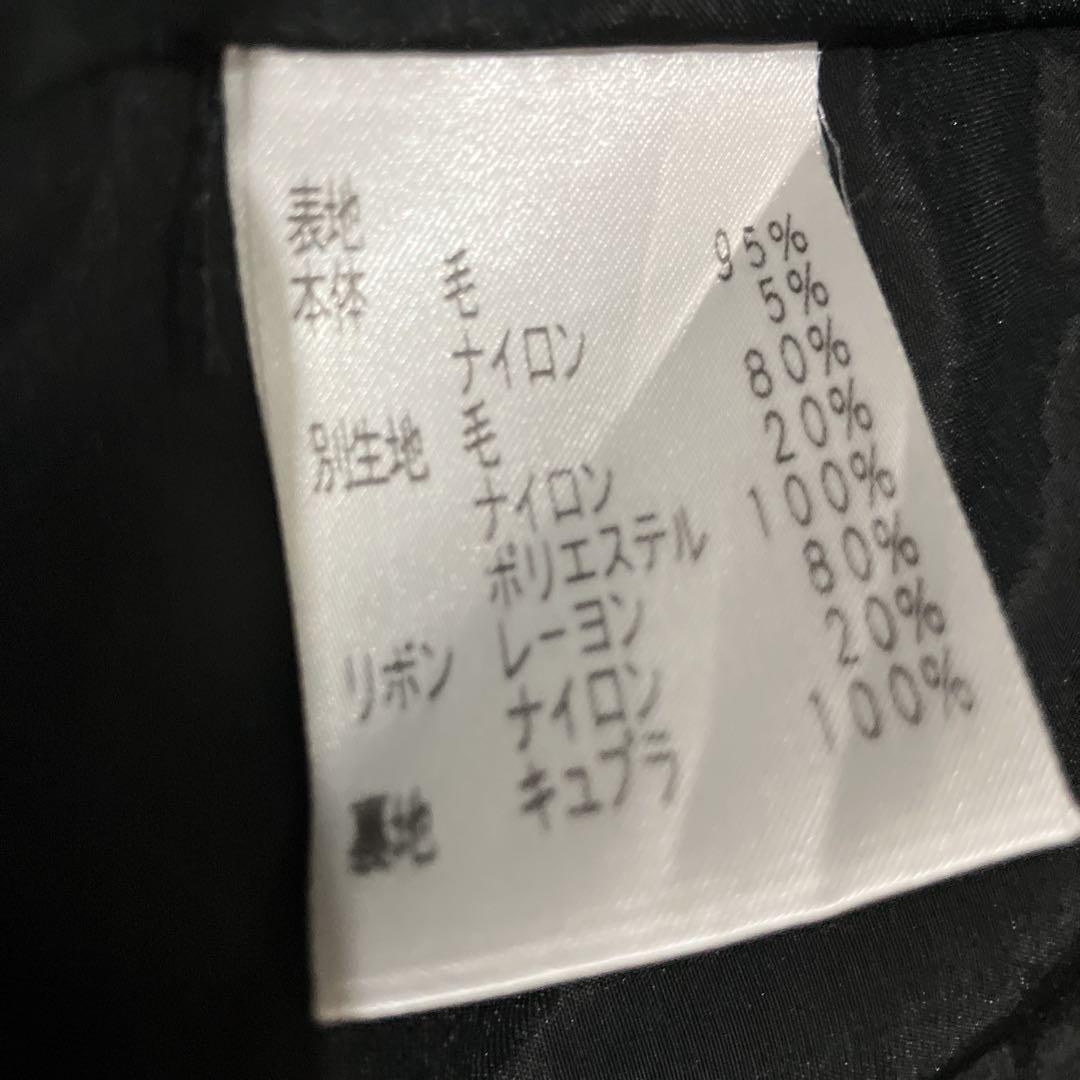 表地
本体 毛 95%
ナイロン 5%
別生地 毛 80%
ナイロン 20%
ポリエステル 100%
リボン レーヨン 80%
ナイロン 20%
裏地 キュプラ 100%